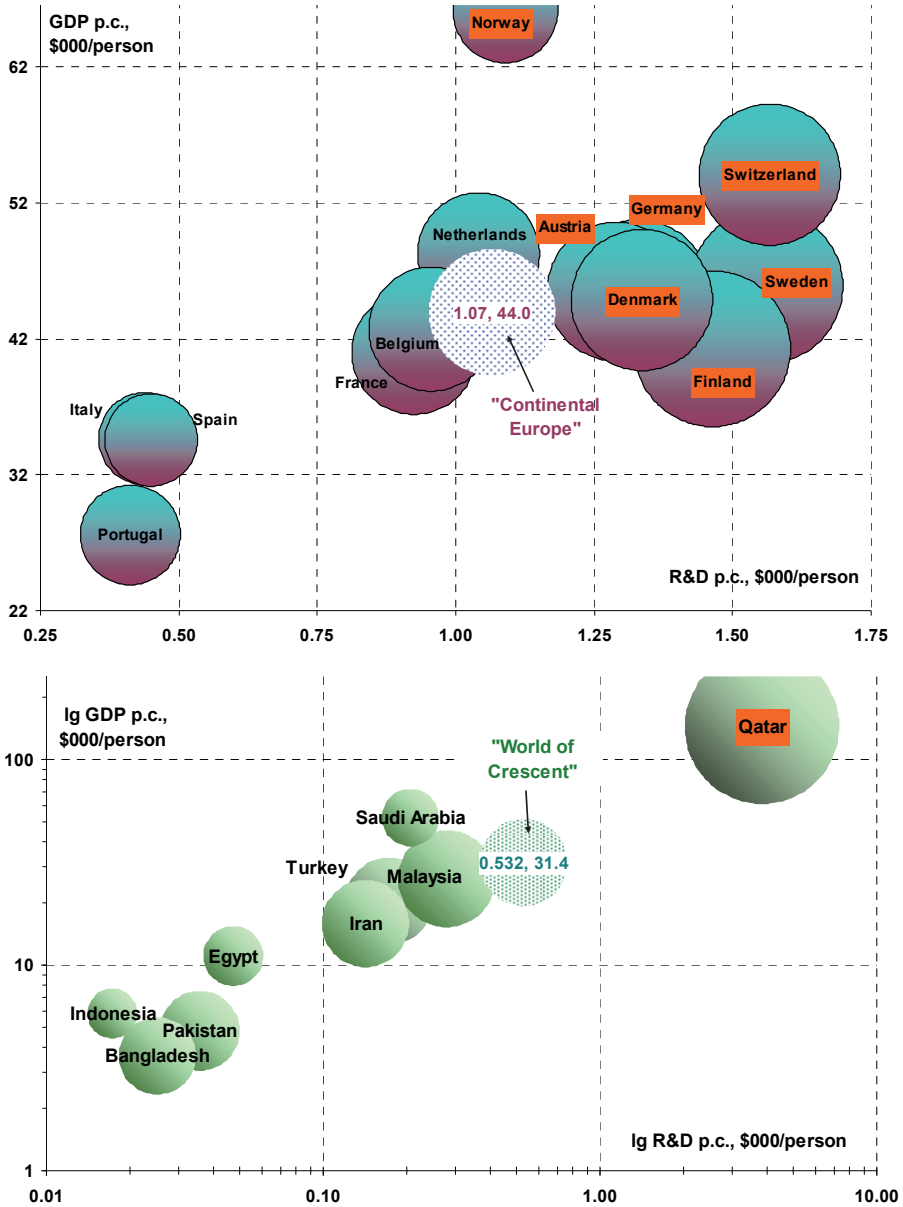 GDP p.c.,
$000/person
Norway
62
Switzerland
52
Germany
Austria
Netherlands
Sweden
Denmark
1.07, 44.0
42
Belgium
France
Finland
"Continental
Europe"
Italy
Spain
32
Portugal
R&D p.c., $000/person
22
0.25 0.50 0.75 1.00 1.25 1.50 1.75
lg GDP p.c.,
$000/person
Qatar
"World of
Crescent"
100
Saudi Arabia
Turkey
Malaysia
0.532, 31.4
Iran
10
Egypt
Indonesia
Pakistan
Bangladesh
lg R&D p.c., $000/person
1
0.01 0.10 1.00 10.00